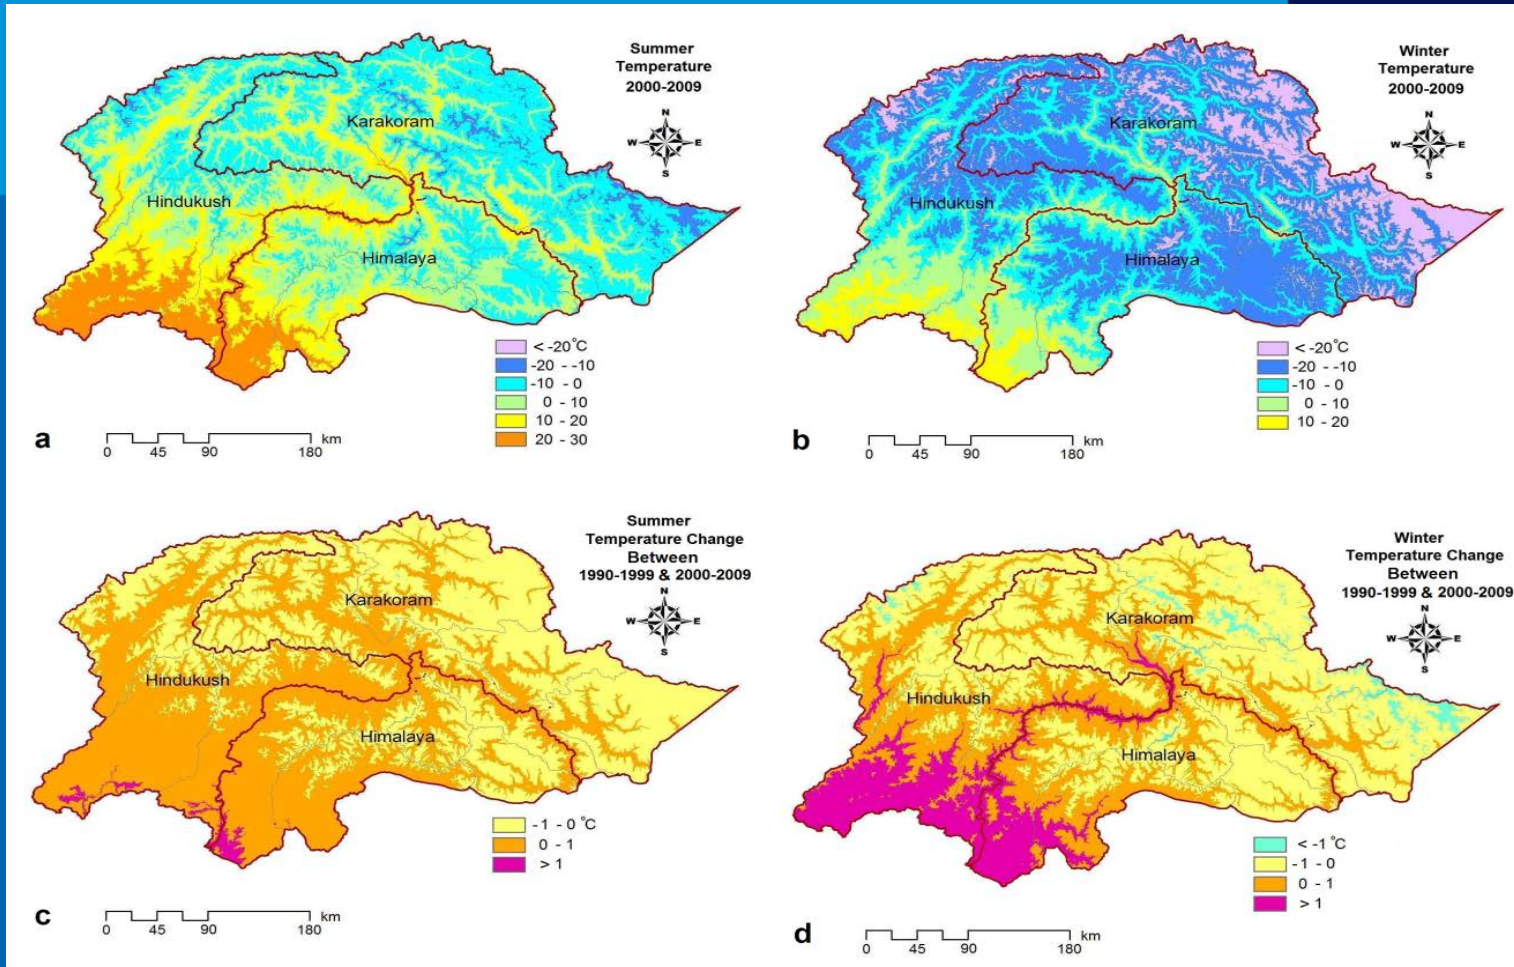 Summer
Temperature
2000-2009
N
W E
S
Karakoram
Hindukush
Himalaya
< -20°C
-20 - -10
-10 - 0
0 - 10
10 - 20
20 - 30
a
km
0 45 90 180
Winter
Temperature
2000-2009
N
W E
S
Karakoram
Hindukush
Himalaya
< -20°C
-20 - -10
-10 - 0
0 - 10
10 - 20
b
km
0 45 90 180
Summer
Temperature Change
Between
1990-1999 & 2000-2009
N
W E
S
Karakoram
Hindukush
Himalaya
-1 - 0 °C
0 - 1
> 1
c
km
0 45 90 180
Winter
Temperature Change
Between
1990-1999 & 2000-2009
N
W E
S
Karakoram
Hindukush
Himalaya
< -1 °C
-1 - 0
0 - 1
> 1
d
km
0 45 90 180